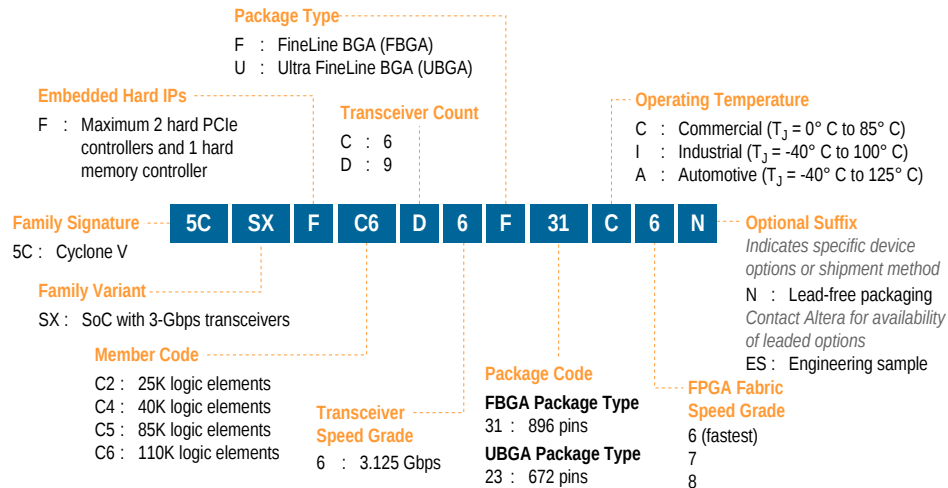 Package Type
F : FineLine BGA (FBGA)
U : Ultra FineLine BGA (UBGA)
Embedded Hard IPs
F : Maximum 2 hard PCIe
controllers and 1 hard
memory controller
Transceiver Count
C : 6
D : 9
Operating Temperature
C : Commercial (TJ = 0° C to 85° C)
I : Industrial (TJ = -40° C to 100° C)
A : Automotive (TJ = -40° C to 125° C)
Family Signature
5C : Cyclone V
5C SX F C6 D 6 F 31 C 6 N
Optional Suffix
Indicates specific device
options or shipment method
N : Lead-free packaging
Contact Altera for availability
of leaded options
ES : Engineering sample
Family Variant
SX : SoC with 3-Gbps transceivers
Member Code
C2 : 25K logic elements
C4 : 40K logic elements
C5 : 85K logic elements
C6 : 110K logic elements
Transceiver
Speed Grade
6 : 3.125 Gbps
Package Code
FBGA Package Type
31 : 896 pins
UBGA Package Type
23 : 672 pins
FPGA Fabric
Speed Grade
6 (fastest)
7
8